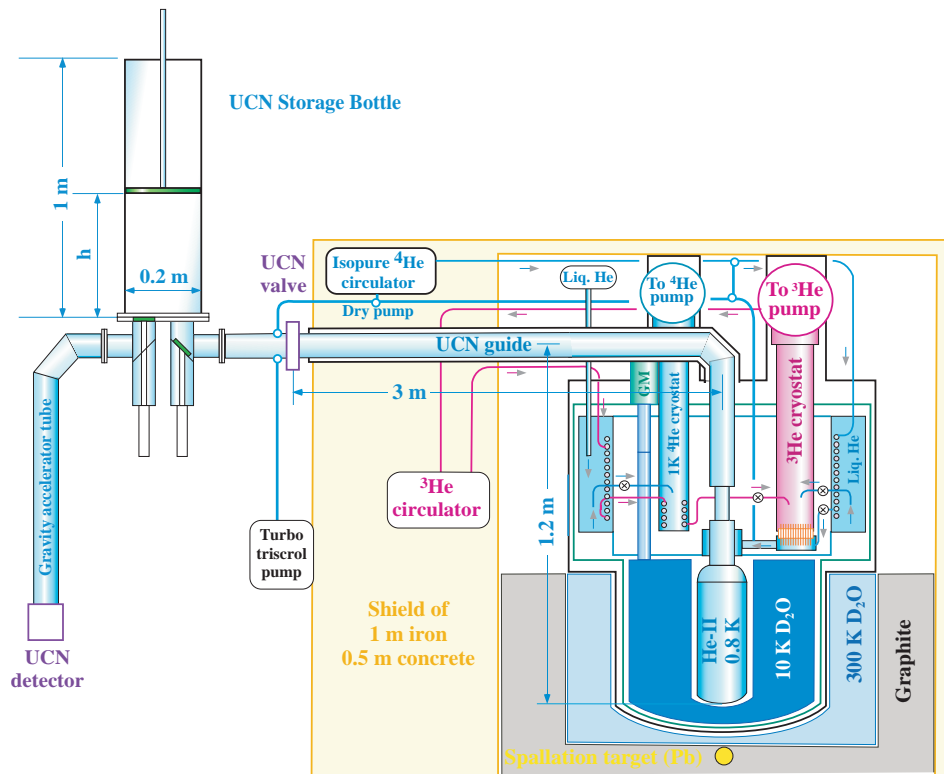 UCN Storage Bottle
1 m
h
0.2 m
UCN
valve
Isopure ⁴He
circulator
Dry pump
Liq. He
To ⁴He
pump
To ³He
pump
UCN guide
GM
3 m
1K ⁴He cryostat
³He cryostat
Liq. He
³He
circulator
Gravity accelerator tube
1.2 m
Turbo
triscrol
pump
Shield of
1 m iron
0.5 m concrete
He-II
0.8 K
10 K D₂O
300 K D₂O
Graphite
UCN
detector
Spallation target (Pb)